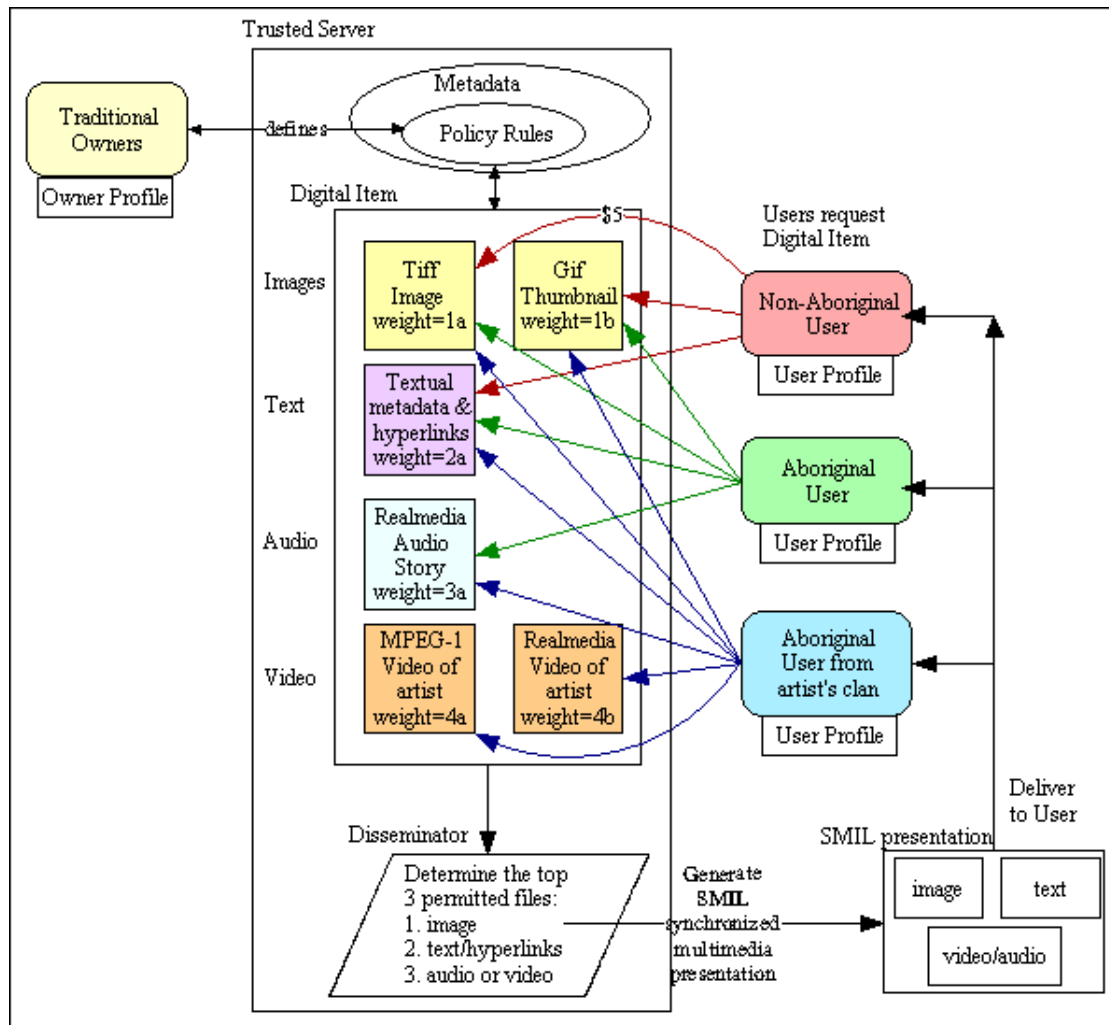 Trusted Server
Metadata
Policy Rules
Traditional
Owners
defines
Owner Profile
Digital Item
$5
Users request
Digital Item
Images
Tiff
Image
weight=1a
Gif
Thumbnail
weight=1b
Non-Aboriginal
User
User Profile
Text
Textual
metadata &
hyperlinks
weight=2a
Aboriginal
User
User Profile
Audio
Realmedia
Audio
Story
weight=3a
Video
MPEG-1
Video of
artist
weight=4a
Realmedia
Video of
artist
weight=4b
Aboriginal
User from
artist's clan
User Profile
Deliver
to User
Disseminator
Determine the top
3 permitted files:
1. image
2. text/hyperlinks
3. audio or video
Generate
SMIL
synchronized
multimedia
presentation
SMIL presentation
image
text
video/audio